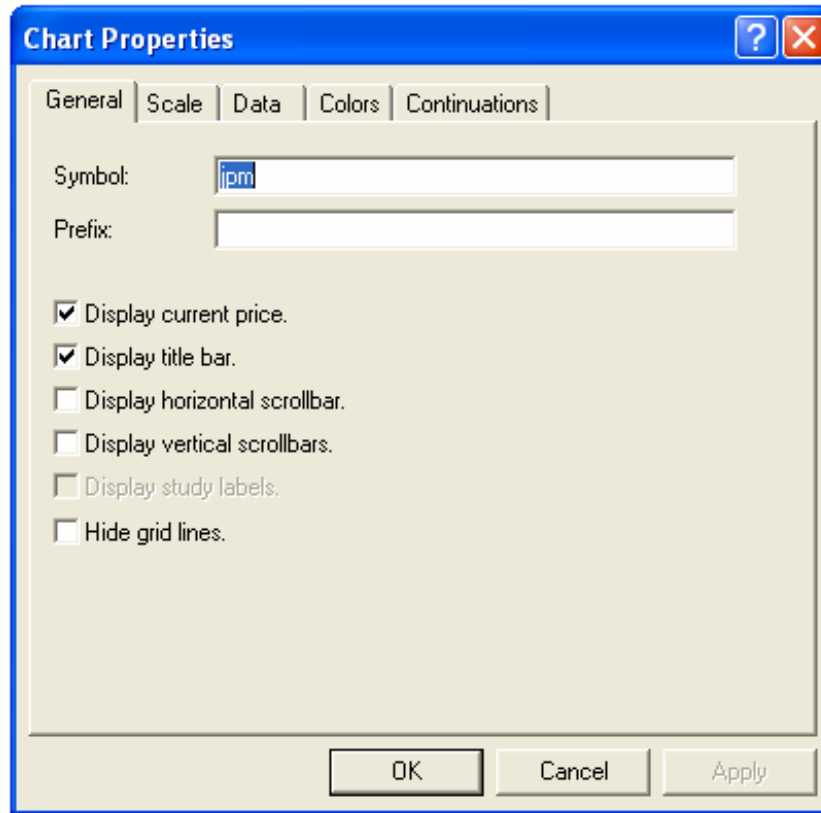 Chart Properties
General Scale Data Colors Continuations
Symbol: jpm
Prefix:
Display current price.
Display title bar.
Display horizontal scrollbar.
Display vertical scrollbars.
Display study labels.
Hide grid lines.
OK Cancel Apply